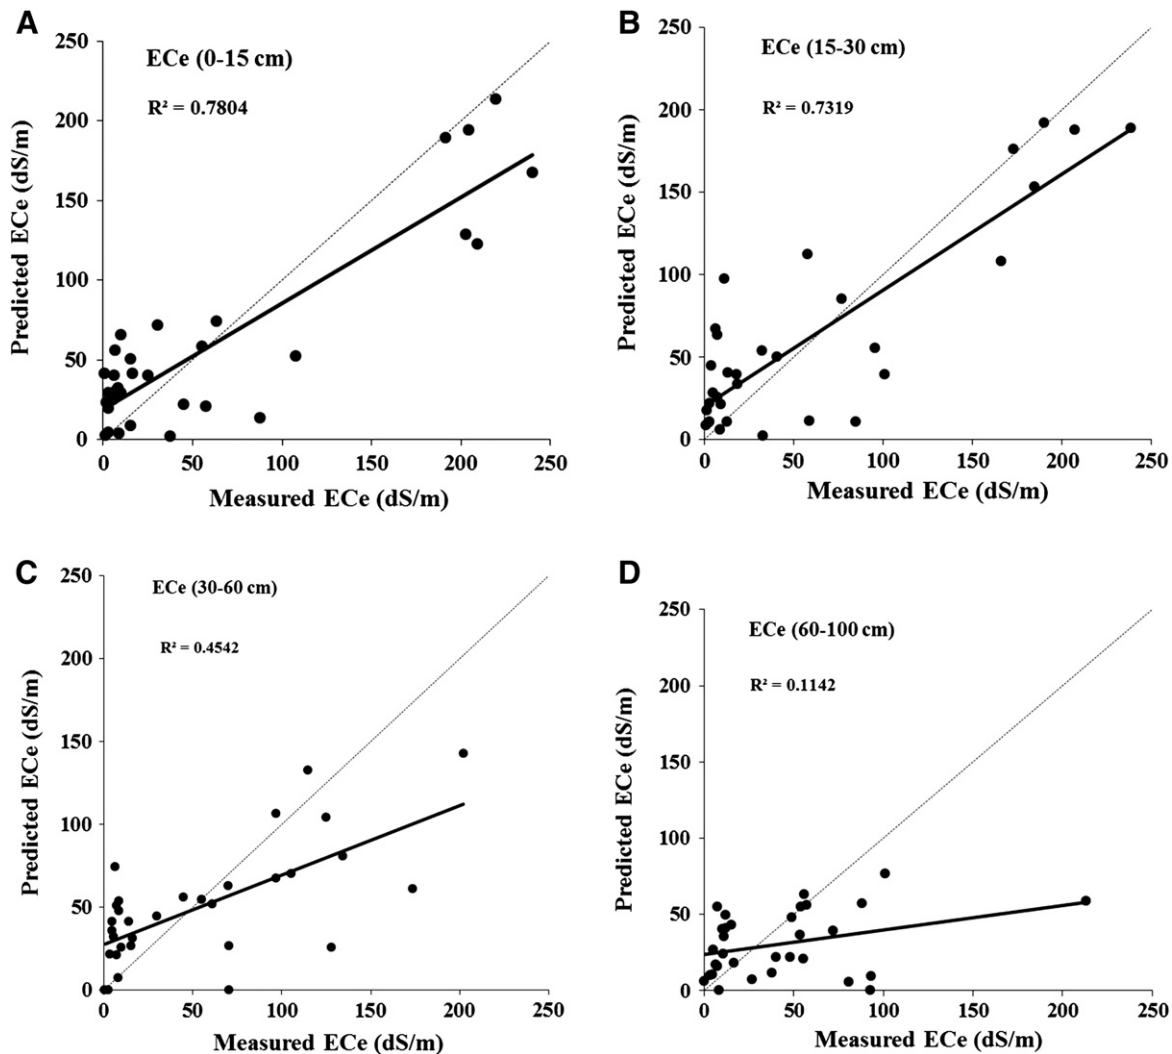 A
ECe (0-15 cm)
R² = 0.7804
250
200
150
100
50
0
0 50 100 150 200 250
Predicted ECe (dS/m)
Measured ECe (dS/m)
B
ECe (15-30 cm)
R² = 0.7319
250
200
150
100
50
0
0 50 100 150 200 250
Predicted ECe (dS/m)
Measured ECe (dS/m)
C
ECe (30-60 cm)
R² = 0.4542
250
200
150
100
50
0
0 50 100 150 200 250
Predicted ECe (dS/m)
Measured ECe (dS/m)
D
ECe (60-100 cm)
R² = 0.1142
250
200
150
100
50
0
0 50 100 150 200 250
Predicted ECe (dS/m)
Measured ECe (dS/m)